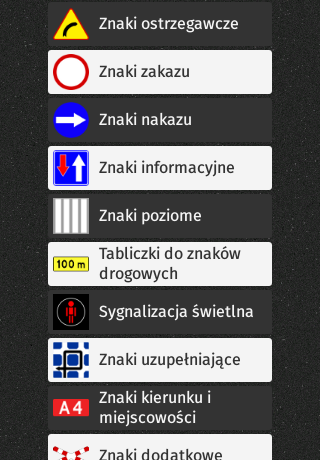 Znaki ostrzegawcze
Znaki zakazu
Znaki nakazu
Znaki informacyjne
Znaki poziome
100 m
Tabliczki do znaków
drogowych
Sygnalizacja świetlna
Znaki uzupełniające
A4
Znaki kierunku i
miejscowości
Znaki dodatkowe